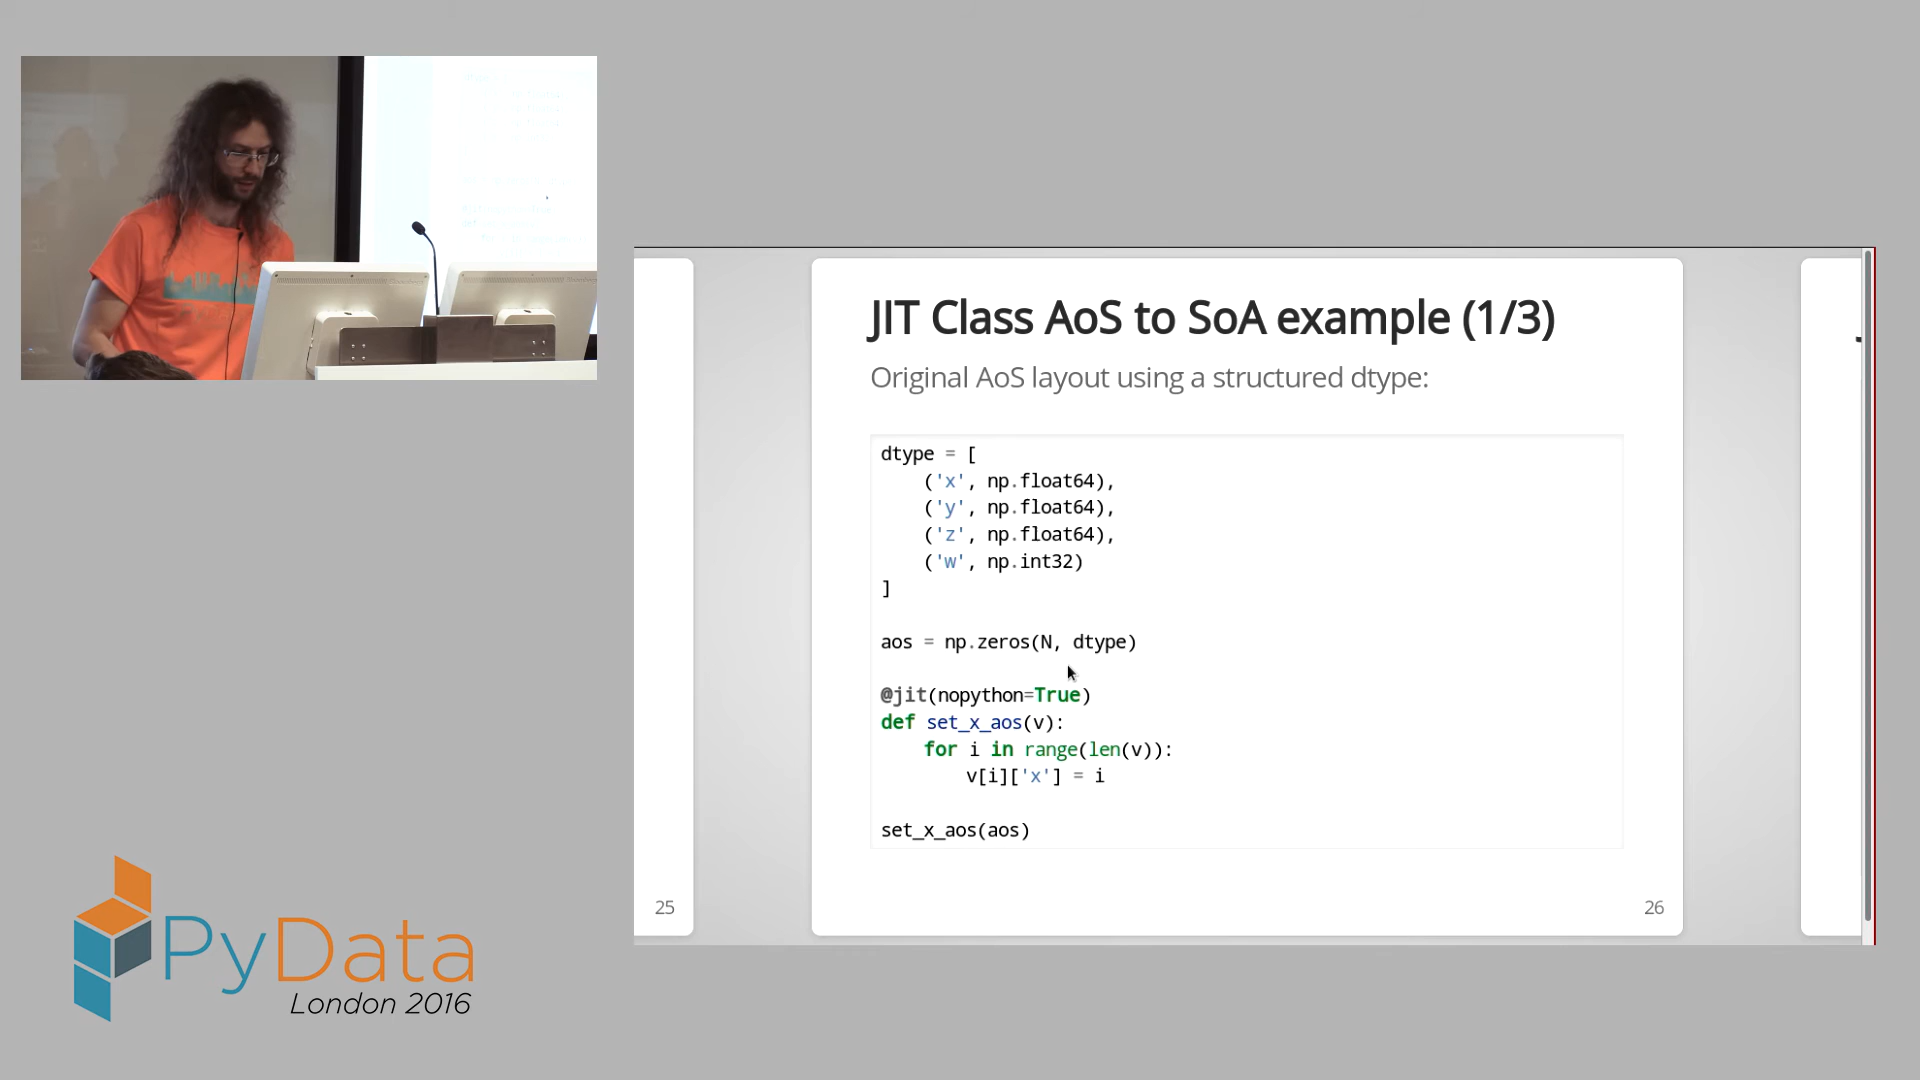 JIT Class AoS to SoA example (1/3)
Original AoS layout using a structured dtype:
dtype = [
    ('x', np.float64),
    ('y', np.float64),
    ('z', np.float64),
    ('w', np.int32)
]
aos = np.zeros(N, dtype)
@jit(nopython=True)
def set_x_aos(v):
    for i in range(len(v)):
        v[i]['x'] = i
set_x_aos(aos)
25
26
PyData
London 2016